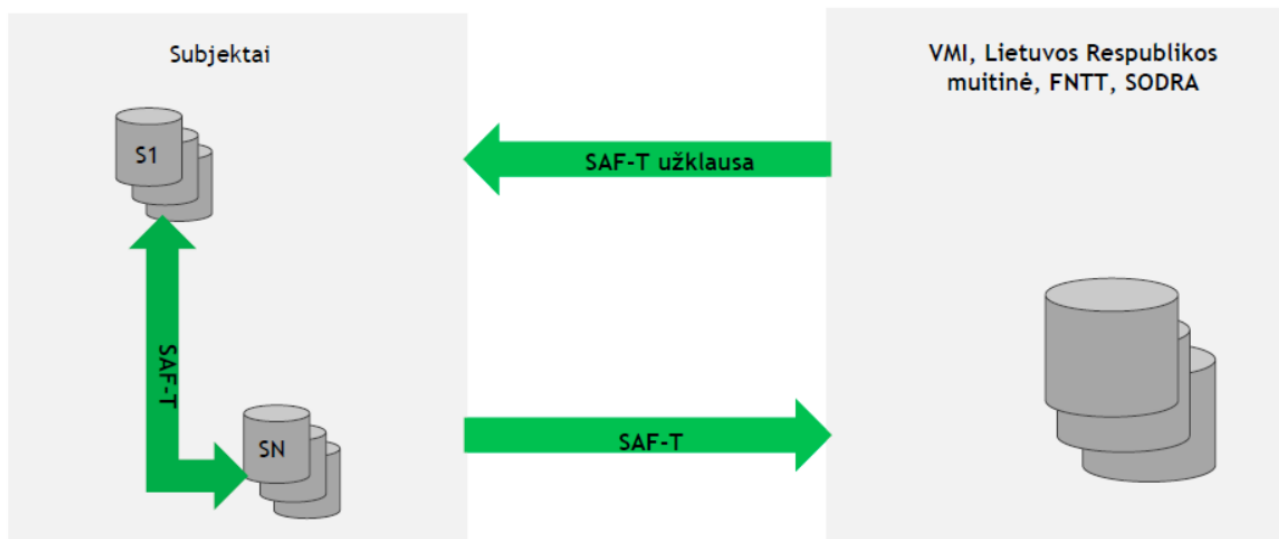 Subjektai
VMI, Lietuvos Respublikos
muitinė, FNTT, SODRA
S1
SAF-T užklausa
SAF-T
SN
SAF-T